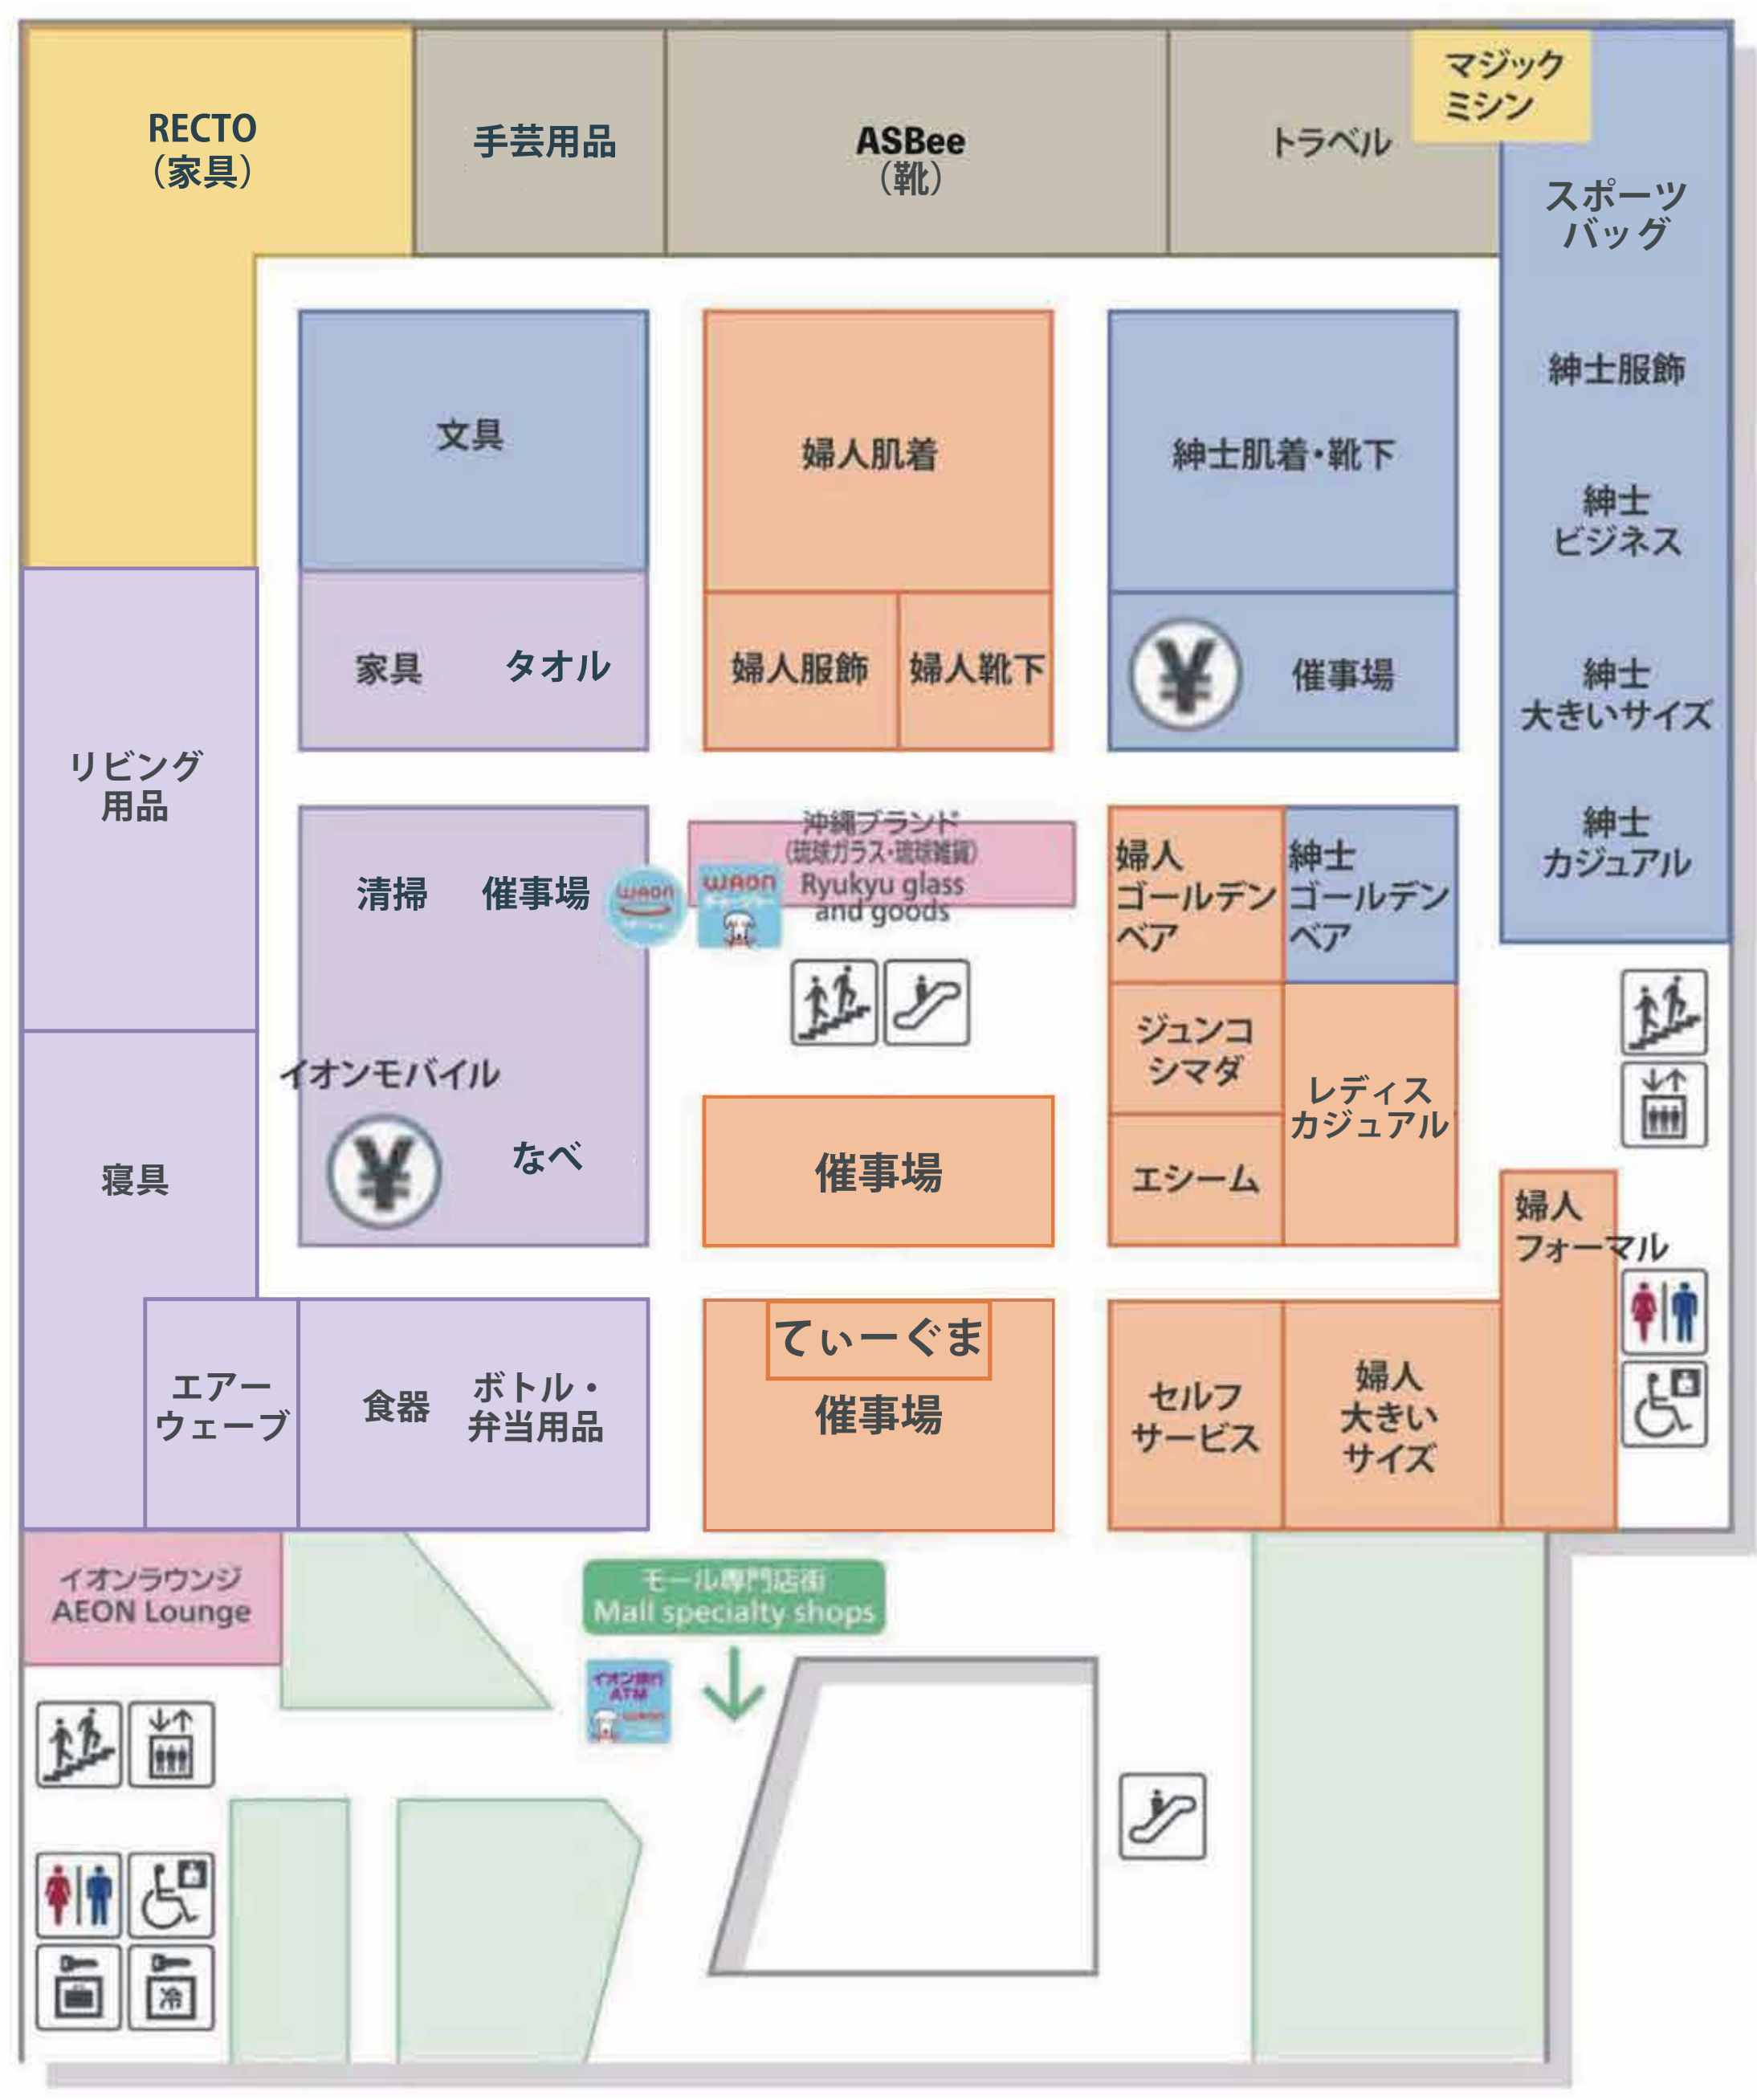 RECTO
（家具）
手芸用品
ASBee
（靴）
トラベル
マジック
ミシン
スポーツ
バッグ
紳士服飾
紳士
ビジネス
紳士
大きいサイズ
紳士
カジュアル
文具
婦人肌着
紳士肌着・靴下
家具
タオル
婦人服飾
婦人靴下
¥
催事場
リビング
用品
清掃
催事場
WAON
WAON
沖縄ブランド
（琉球ガラス・琉球雑貨）
Ryukyu glass
and goods
婦人
ゴールデン
ベア
紳士
ゴールデン
ベア
ジュンコ
シマダ
レディス
カジュアル
エシーム
イオンモバイル
¥
なべ
催事場
寝具
婦人
フォーマル
エアー
ウェーブ
食器
ボトル・
弁当用品
てぃーぐま
催事場
セルフ
サービス
婦人
大きい
サイズ
イオンラウンジ
AEON Lounge
モール専門店街
Mall specialty shops
イオン銀行
ATM
冷